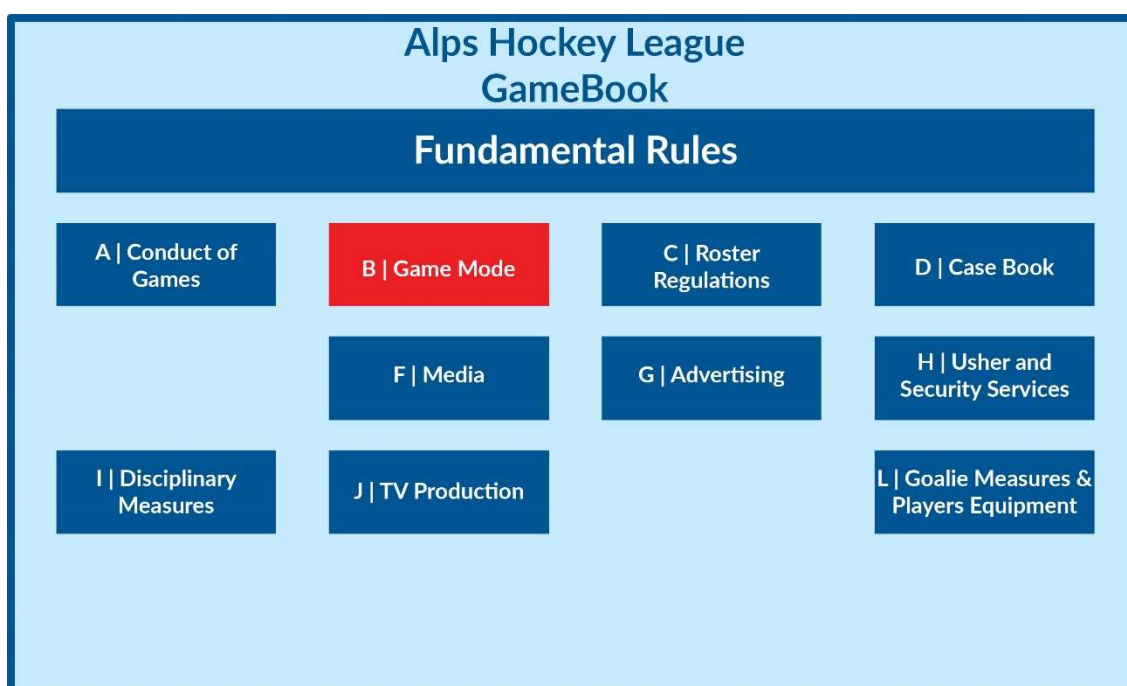 Alps Hockey League
GameBook
Fundamental Rules
A | Conduct of
Games
B | Game Mode
C | Roster
Regulations
D | Case Book
F | Media
G | Advertising
H | Usher and
Security Services
I | Disciplinary
Measures
J | TV Production
L | Goalie Measures &
Players Equipment